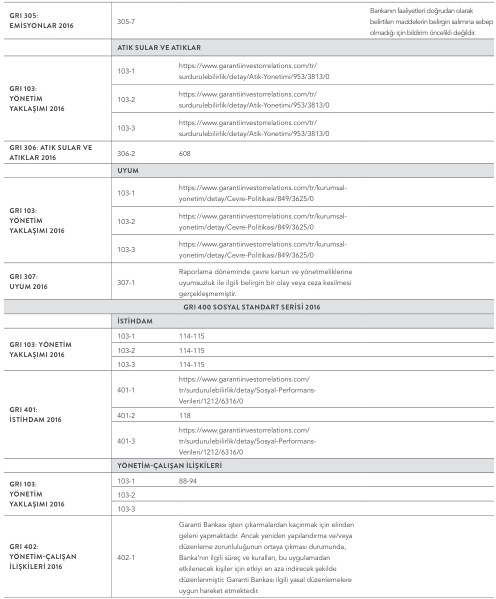 GRI 305:
EMİSYONLAR 2016
305-7
Bankanın faaliyetleri doğrudan olarak
belirtilen maddelerin belirgin salımına sebep
olmadığı için bildirim öncelikli değildir.
ATIK SULAR VE ATIKLAR
GRI 103:
YÖNETİM
YAKLAŞIMI 2016
103-1
https://www.garantiinvestorrelations.com/tr/
surdurulebilirlik/detay/Atik-Yonetimi/953/3813/0
103-2
https://www.garantiinvestorrelations.com/tr/
surdurulebilirlik/detay/Atik-Yonetimi/953/3813/0
103-3
https://www.garantiinvestorrelations.com/tr/
surdurulebilirlik/detay/Atik-Yonetimi/953/3813/0
GRI 306: ATIK SULAR VE
ATIKLAR 2016
306-2
608
UYUM
GRI 103:
YÖNETİM
YAKLAŞIMI 2016
103-1
https://www.garantiinvestorrelations.com/tr/kurumsal-
yonetim/detay/Cevre-Politikasi/849/3625/0
103-2
https://www.garantiinvestorrelations.com/tr/kurumsal-
yonetim/detay/Cevre-Politikasi/849/3625/0
103-3
https://www.garantiinvestorrelations.com/tr/kurumsal-
yonetim/detay/Cevre-Politikasi/849/3625/0
GRI 307:
UYUM 2016
307-1
Raporlama döneminde çevre kanun ve yönetmeliklerine
uyumsuzluk ile ilgili belirgin bir olay veya ceza kesilmesi
gerçekleşmemiştir.
GRI 400 SOSYAL STANDART SERİSİ 2016
İSTİHDAM
GRI 103: YÖNETİM
YAKLAŞIMI 2016
103-1
114-115
103-2
114-115
103-3
114-115
GRI 401:
İSTİHDAM 2016
401-1
https://www.garantiinvestorrelations.com/
tr/surdurulebilirlik/detay/Sosyal-Performans-
Verileri/1212/6316/0
401-2
118
401-3
https://www.garantiinvestorrelations.com/
tr/surdurulebilirlik/detay/Sosyal-Performans-
Verileri/1212/6316/0
YÖNETİM-ÇALIŞAN İLİŞKİLERİ
GRI 103:
YÖNETİM
YAKLAŞIMI 2016
103-1
88-94
103-2
103-3
GRI 402:
YÖNETİM-ÇALIŞAN
İLİŞKİLERİ 2016
402-1
Garanti Bankası işten çıkarmalardan kaçınmak için elinden
geleni yapmaktadır. Ancak yeniden yapılandırma ve/veya
düzenleme zorunluluğunun ortaya çıkması durumunda,
Banka'nın ilgili süreç ve kuralları, bu uygulamadan
etkilenecek kişiler için etkiyi en aza indirecek şekilde
düzenlenmiştir. Garanti Bankası ilgili yasal düzenlemelere
uygun hareket etmektedir.